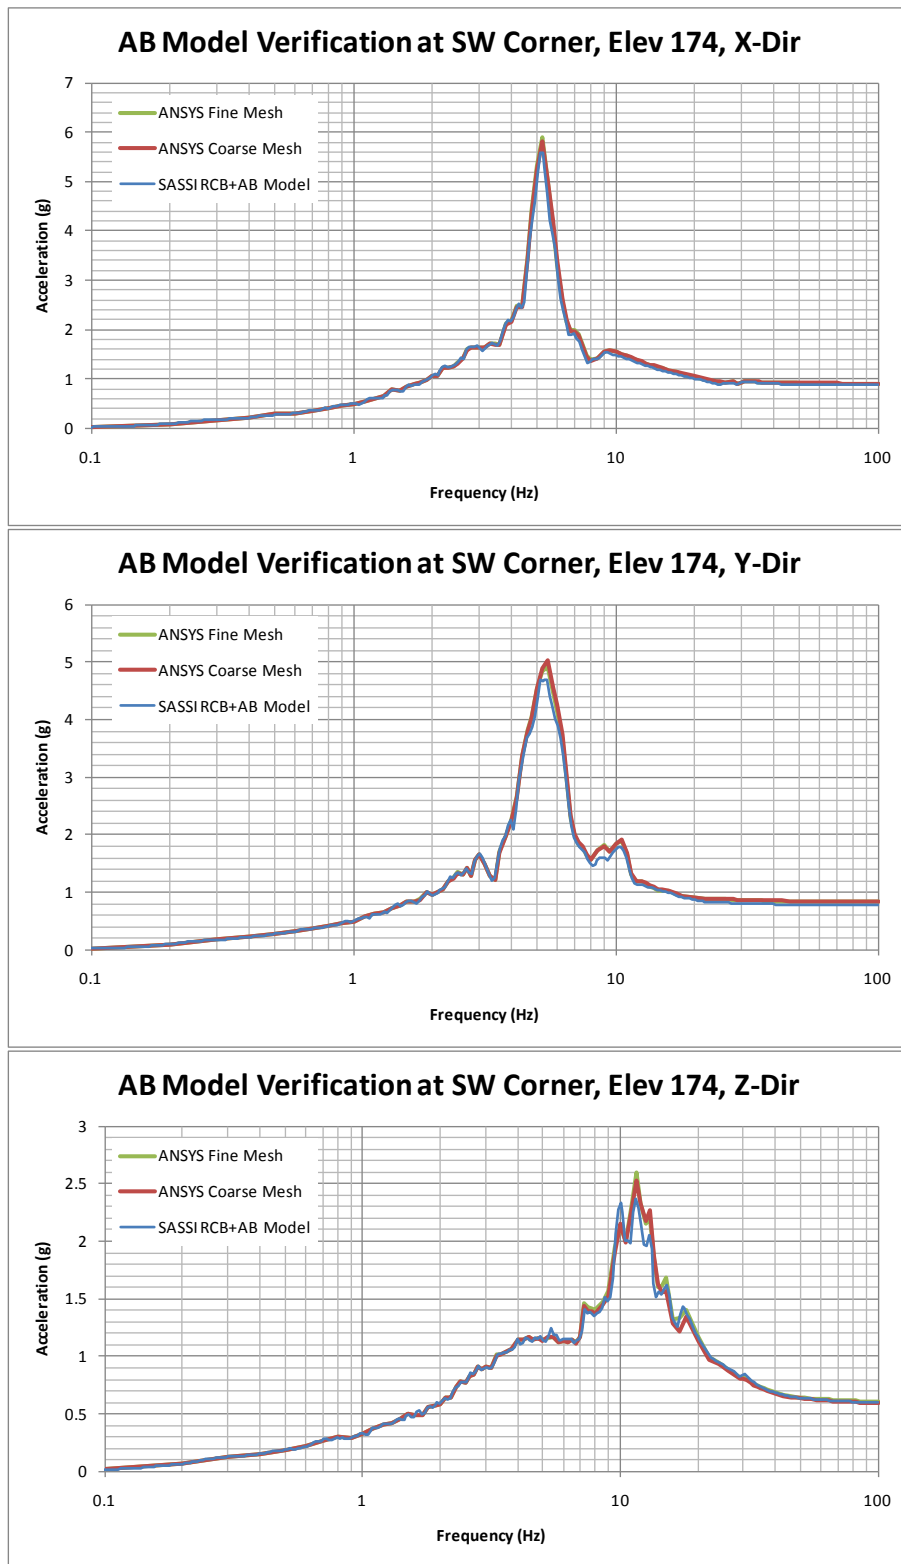 AB Model Verification at SW Corner, Elev 174, X-Dir
7
6
5
4
3
2
1
0
Acceleration (g)
ANSYS Fine Mesh
ANSYS Coarse Mesh
SASSI RCB+AB Model
0.1
1
10
100
Frequency (Hz)
AB Model Verification at SW Corner, Elev 174, Y-Dir
6
5
4
3
2
1
0
Acceleration (g)
ANSYS Fine Mesh
ANSYS Coarse Mesh
SASSI RCB+AB Model
0.1
1
10
100
Frequency (Hz)
AB Model Verification at SW Corner, Elev 174, Z-Dir
3
2.5
2
1.5
1
0.5
0
Acceleration (g)
ANSYS Fine Mesh
ANSYS Coarse Mesh
SASSI RCB+AB Model
0.1
1
10
100
Frequency (Hz)